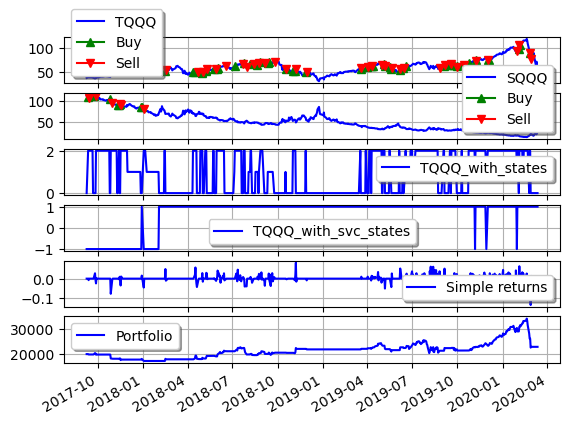 TQQQ
Buy
Sell
100
50
SQQQ
Buy
Sell
100
50
2
0
TQQQ_with_states
1
−1
TQQQ_with_svc_states
0.0
−0.1
Simple returns
30000
20000
Portfolio
2017-10
2018-01
2018-04
2018-07
2018-10
2019-01
2019-04
2019-07
2019-10
2020-01
2020-04